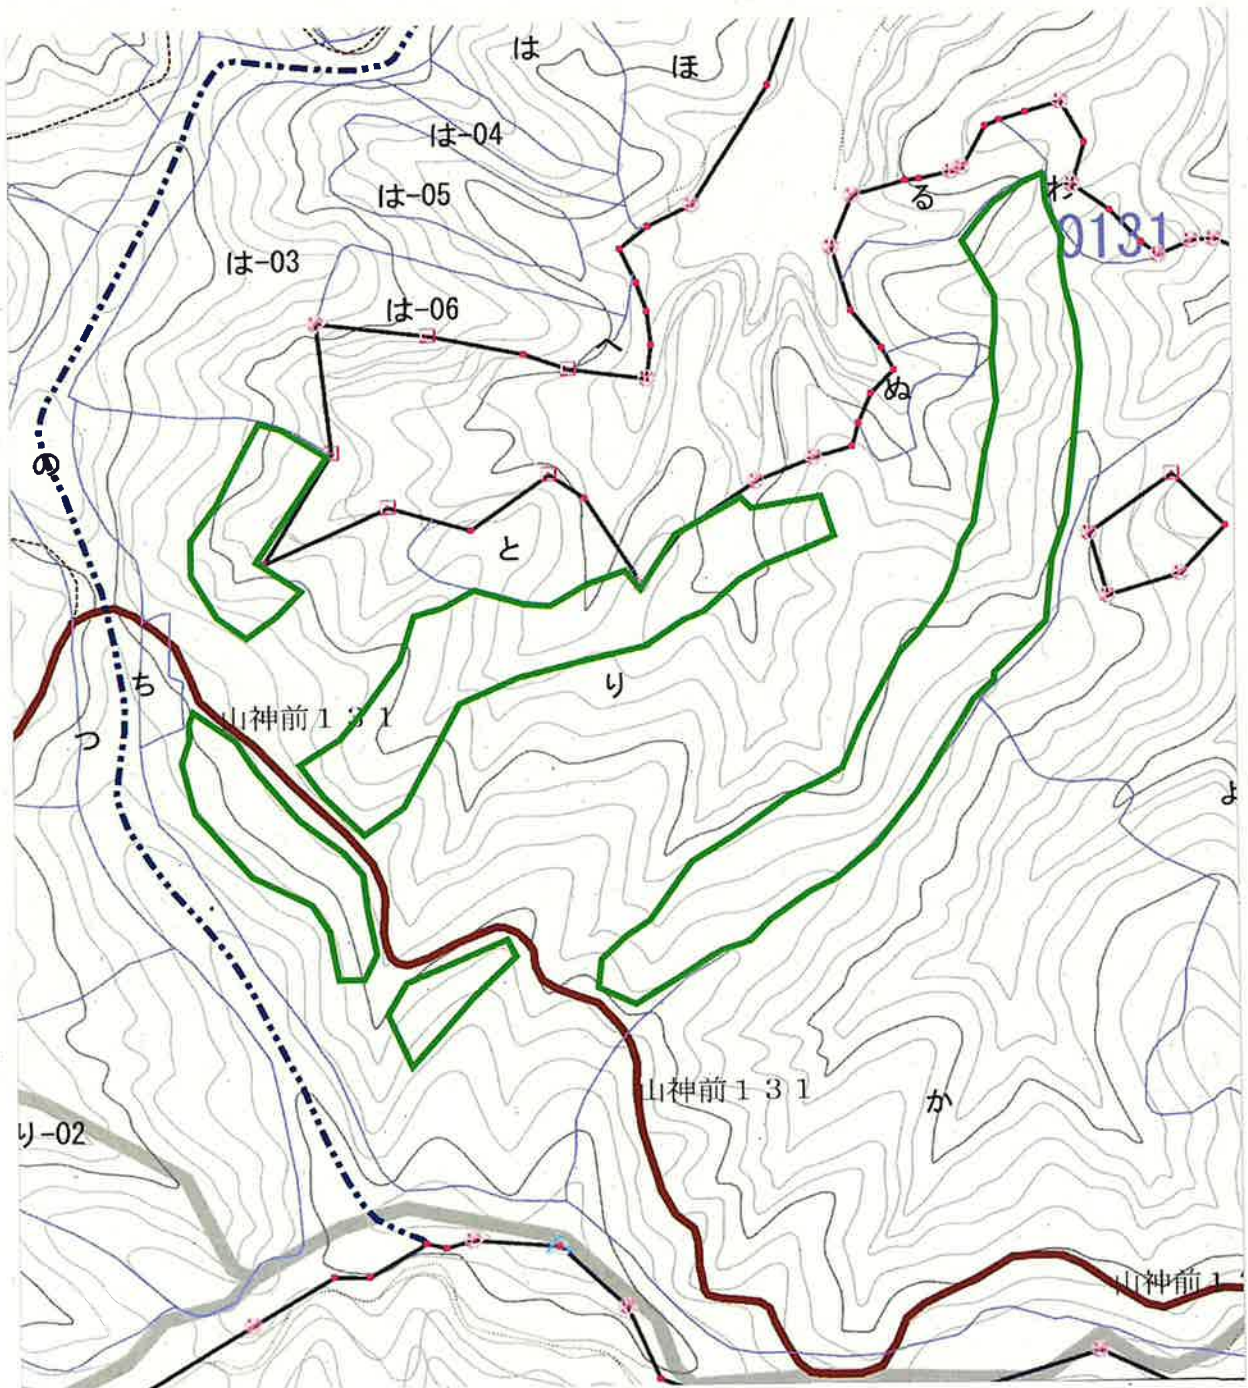 は
ほ
は-04
は-05
る
わ
0131
は-03
は-06
へ
ぬ
の
と
ち
り
山神前１３１
つ
よ
山神前１３１
か
り-02
山神前１